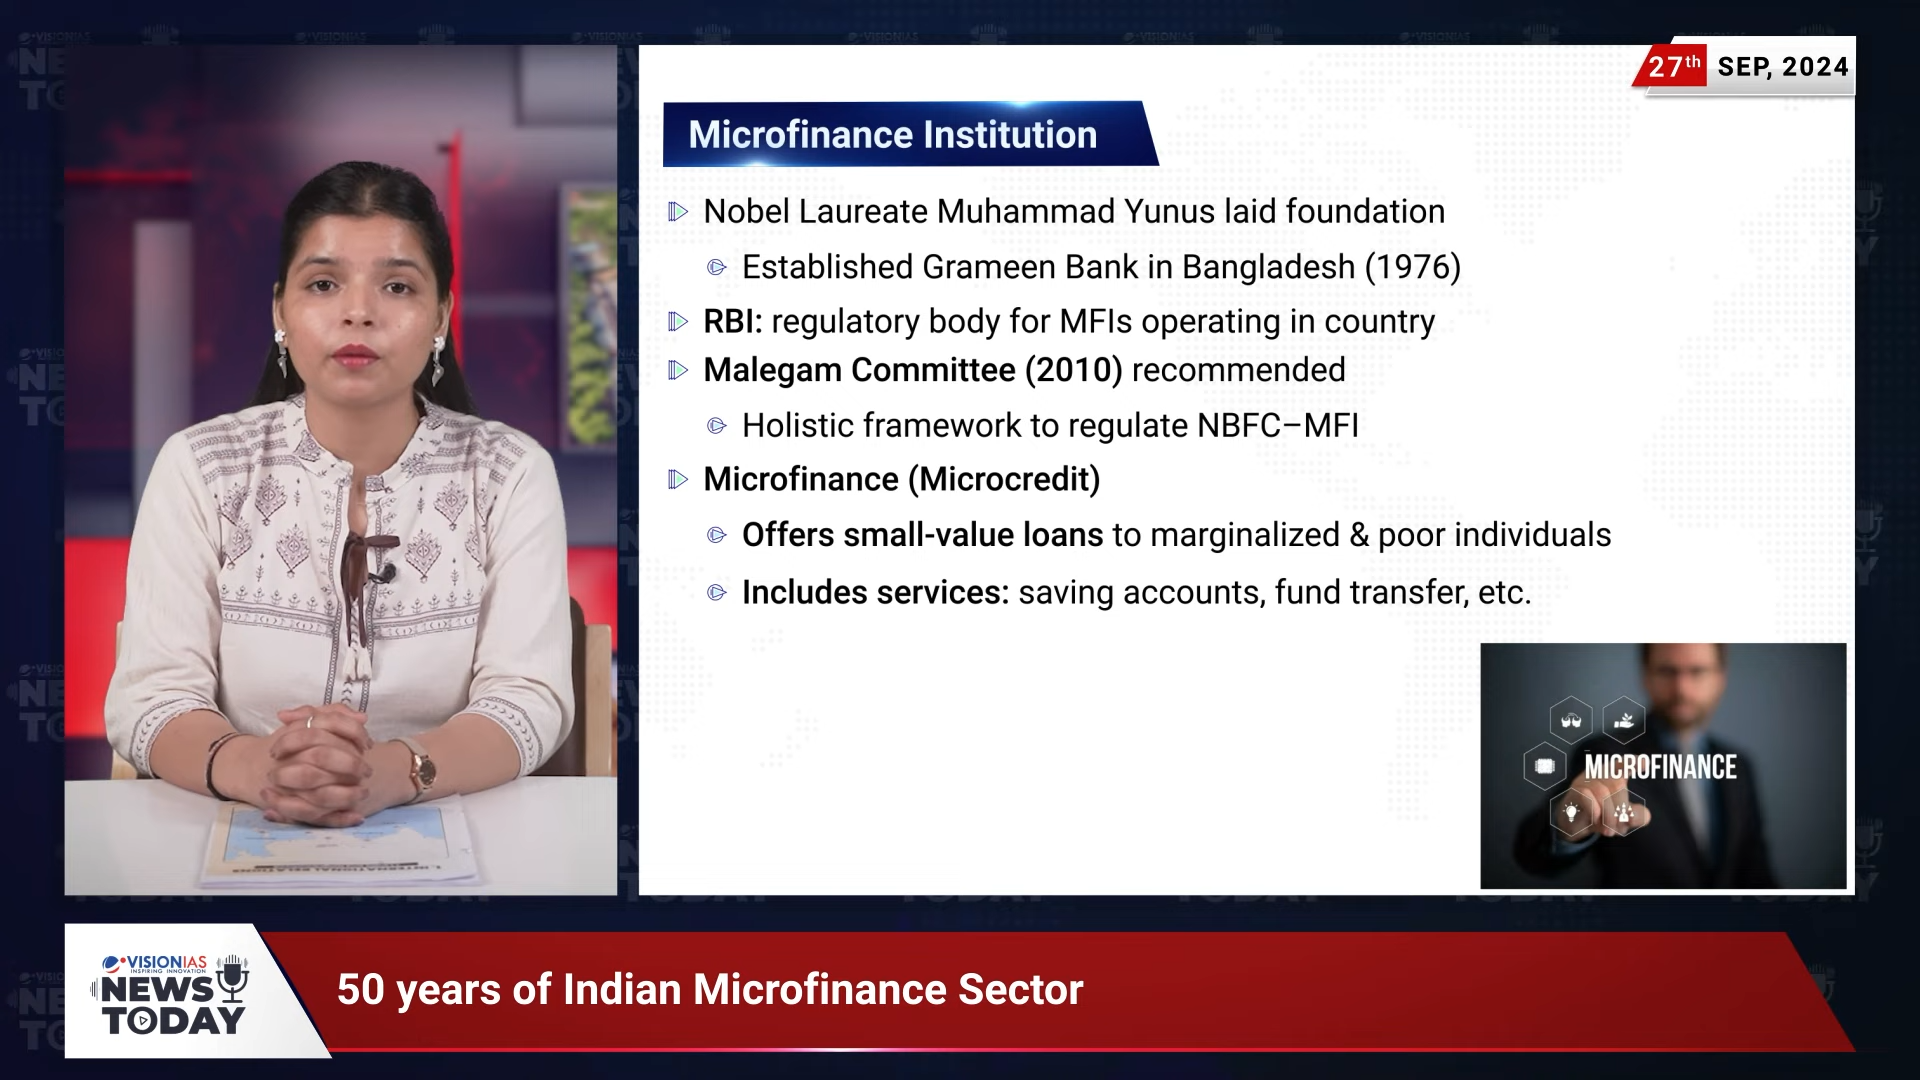 27th SEP, 2024
Microfinance Institution
Nobel Laureate Muhammad Yunus laid foundation
Established Grameen Bank in Bangladesh (1976)
RBI: regulatory body for MFIs operating in country
Malegam Committee (2010) recommended
Holistic framework to regulate NBFC–MFI
Microfinance (Microcredit)
Offers small-value loans to marginalized & poor individuals
Includes services: saving accounts, fund transfer, etc.
MICROFINANCE
VISIONIAS
INSPIRING INNOVATION
NEWS
TODAY
50 years of Indian Microfinance Sector